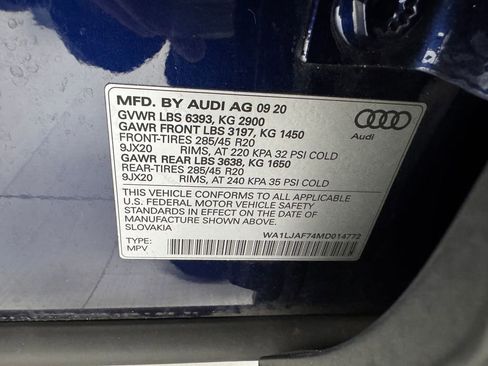 MFD. BY AUDI AG 09 20
GVWR LBS 6393, KG 2900
GAWR FRONT LBS 3197, KG 1450
FRONT-TIRES 285/45 R20
9JX20 RIMS, AT 220 KPA 32 PSI COLD
GAWR REAR LBS 3638, KG 1650
REAR-TIRES 285/45 R20
9JX20 RIMS, AT 240 KPA 35 PSI COLD
THIS VEHICLE CONFORMS TO ALL APPLICABLE
U.S. FEDERAL MOTOR VEHICLE SAFETY
STANDARDS IN EFFECT ON THE DATE OF
MANUFACTURE SHOWN ABOVE
SLOVAKIA
Audi
WA1LJAF74MD014772
TYPE:
MPV